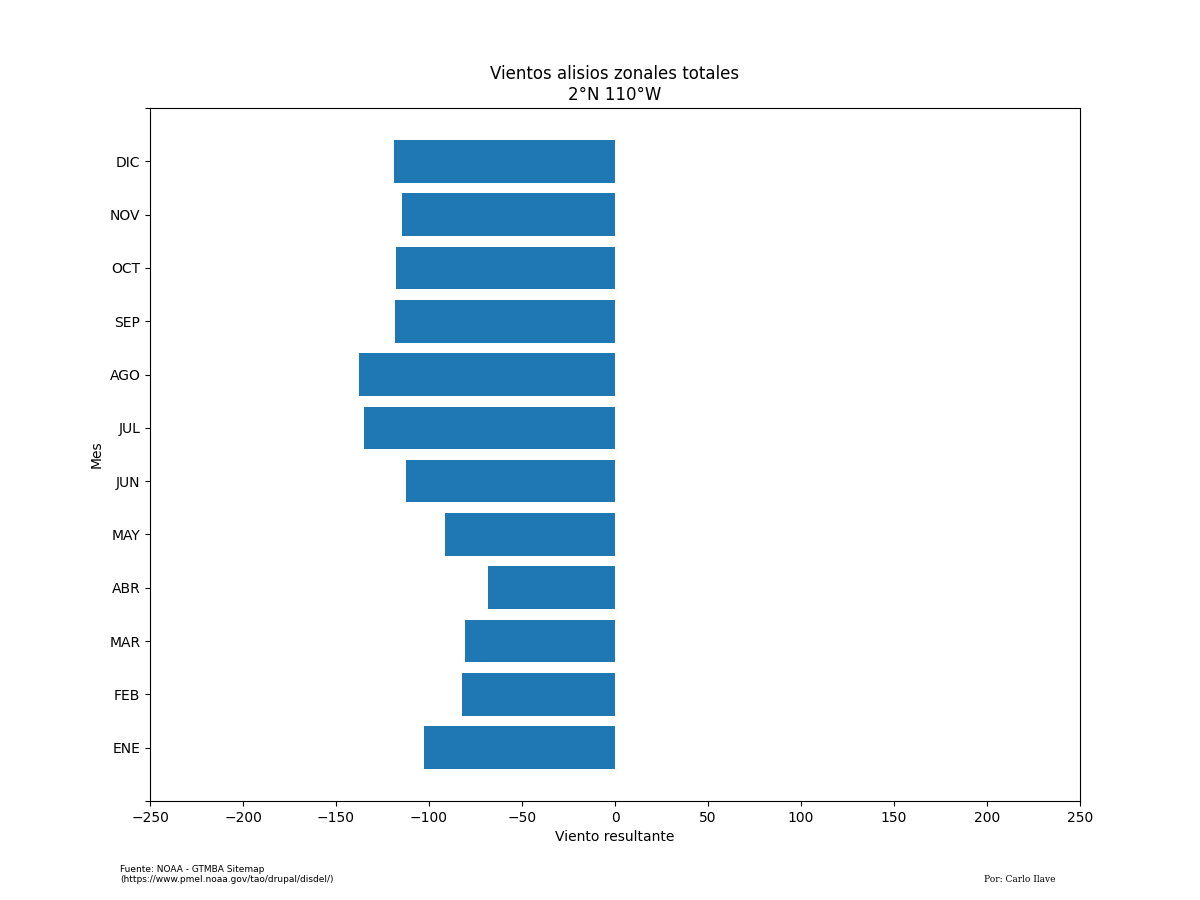 Vientos alisios zonales totales
2°N 110°W
DIC
NOV
OCT
SEP
AGO
JUL
JUN
MAY
ABR
MAR
FEB
ENE
Mes
−250 −200 −150 −100 −50 0 50 100 150 200 250
Viento resultante
Fuente: NOAA - GTMBA Sitemap
(https://www.pmel.noaa.gov/tao/drupal/disdel/)
Por: Carlo Ilave